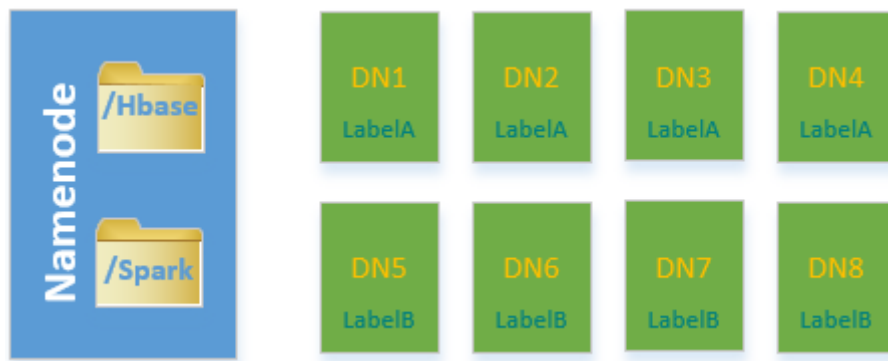 Namenode
/Hbase
/Spark
DN1
LabelA
DN2
LabelA
DN3
LabelA
DN4
LabelA
DN5
LabelB
DN6
LabelB
DN7
LabelB
DN8
LabelB